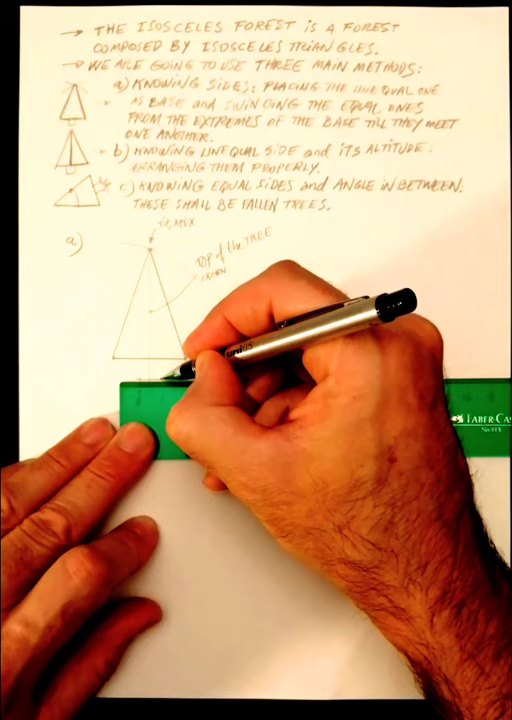 → THE ISOSCELES FOREST IS A FOREST
COMPOSED BY ISOSCELES TRIANGLES.
→ WE ARE GOING TO USE THREE MAIN METHODS:
a) KNOWING SIDES: PLACING THE UNEQUAL ONE
AS BASE and SWINGING THE EQUAL ONES
FROM THE EXTREMES OF THE BASE TILL THEY MEET
ONE ANOTHER.
b) KNOWING UNEQUAL SIDE and ITS ALTITUDE:
ARRANGING THEM PROPERLY.
c) KNOWING EQUAL SIDES and ANGLE IN BETWEEN:
THESE SHALL BE FALLEN TREES.
a)
APEX
TOP of the TREE
CROWN
FABER-CA